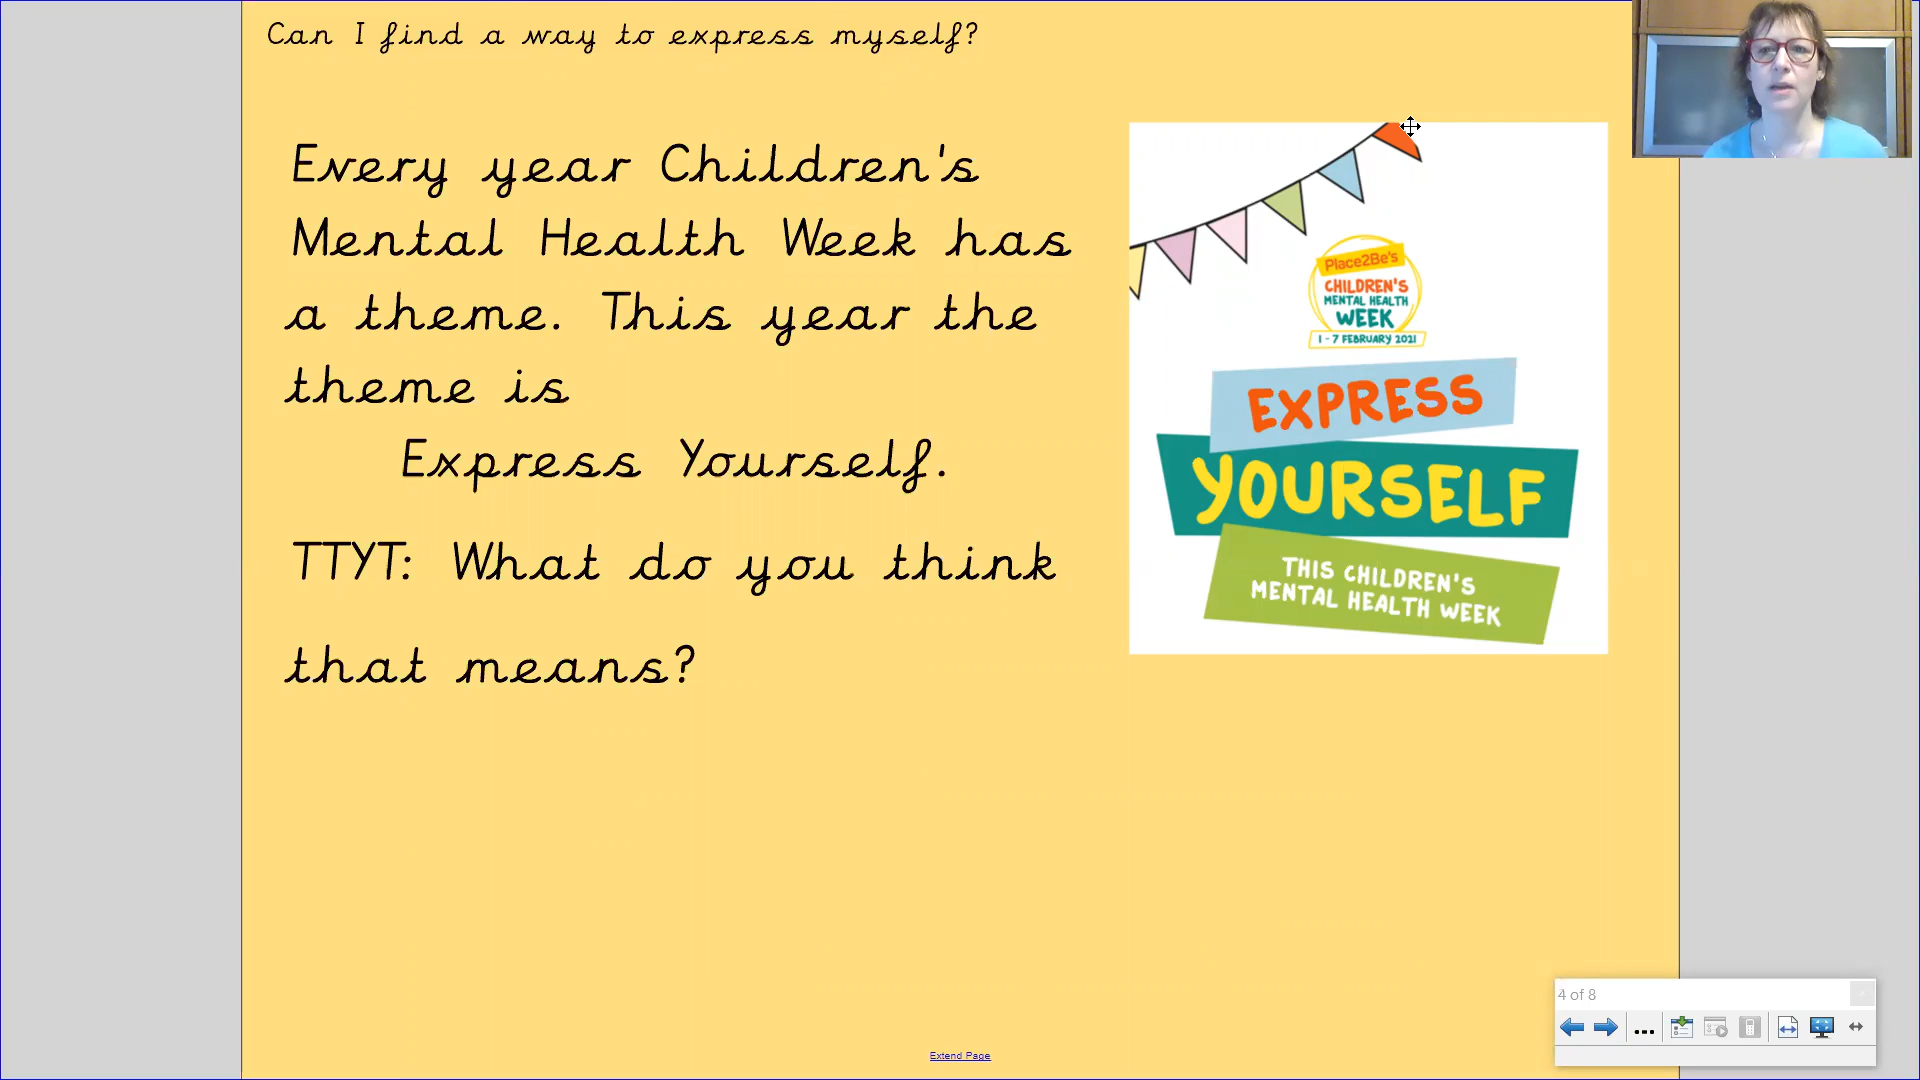 Can I find a way to express myself?
Every year Children's
Mental Health Week has
a theme. This year the
theme is
Express Yourself.
TTYT: What do you think
that means?
Place2Be's
CHILDREN'S
MENTAL HEALTH
WEEK
1 - 7 FEBRUARY 2021
EXPRESS
YOURSELF
THIS CHILDREN'S
MENTAL HEALTH WEEK
4 of 8
Extend Page